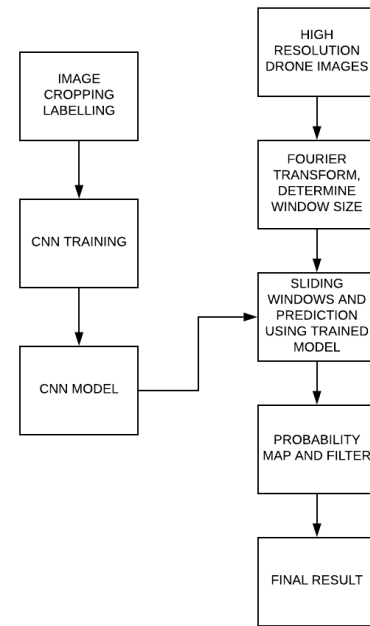 IMAGE
CROPPING
LABELLING
CNN TRAINING
CNN MODEL
HIGH
RESOLUTION
DRONE IMAGES
FOURIER
TRANSFORM,
DETERMINE
WINDOW SIZE
SLIDING
WINDOWS AND
PREDICTION
USING TRAINED
MODEL
PROBABILITY
MAP AND FILTER
FINAL RESULT